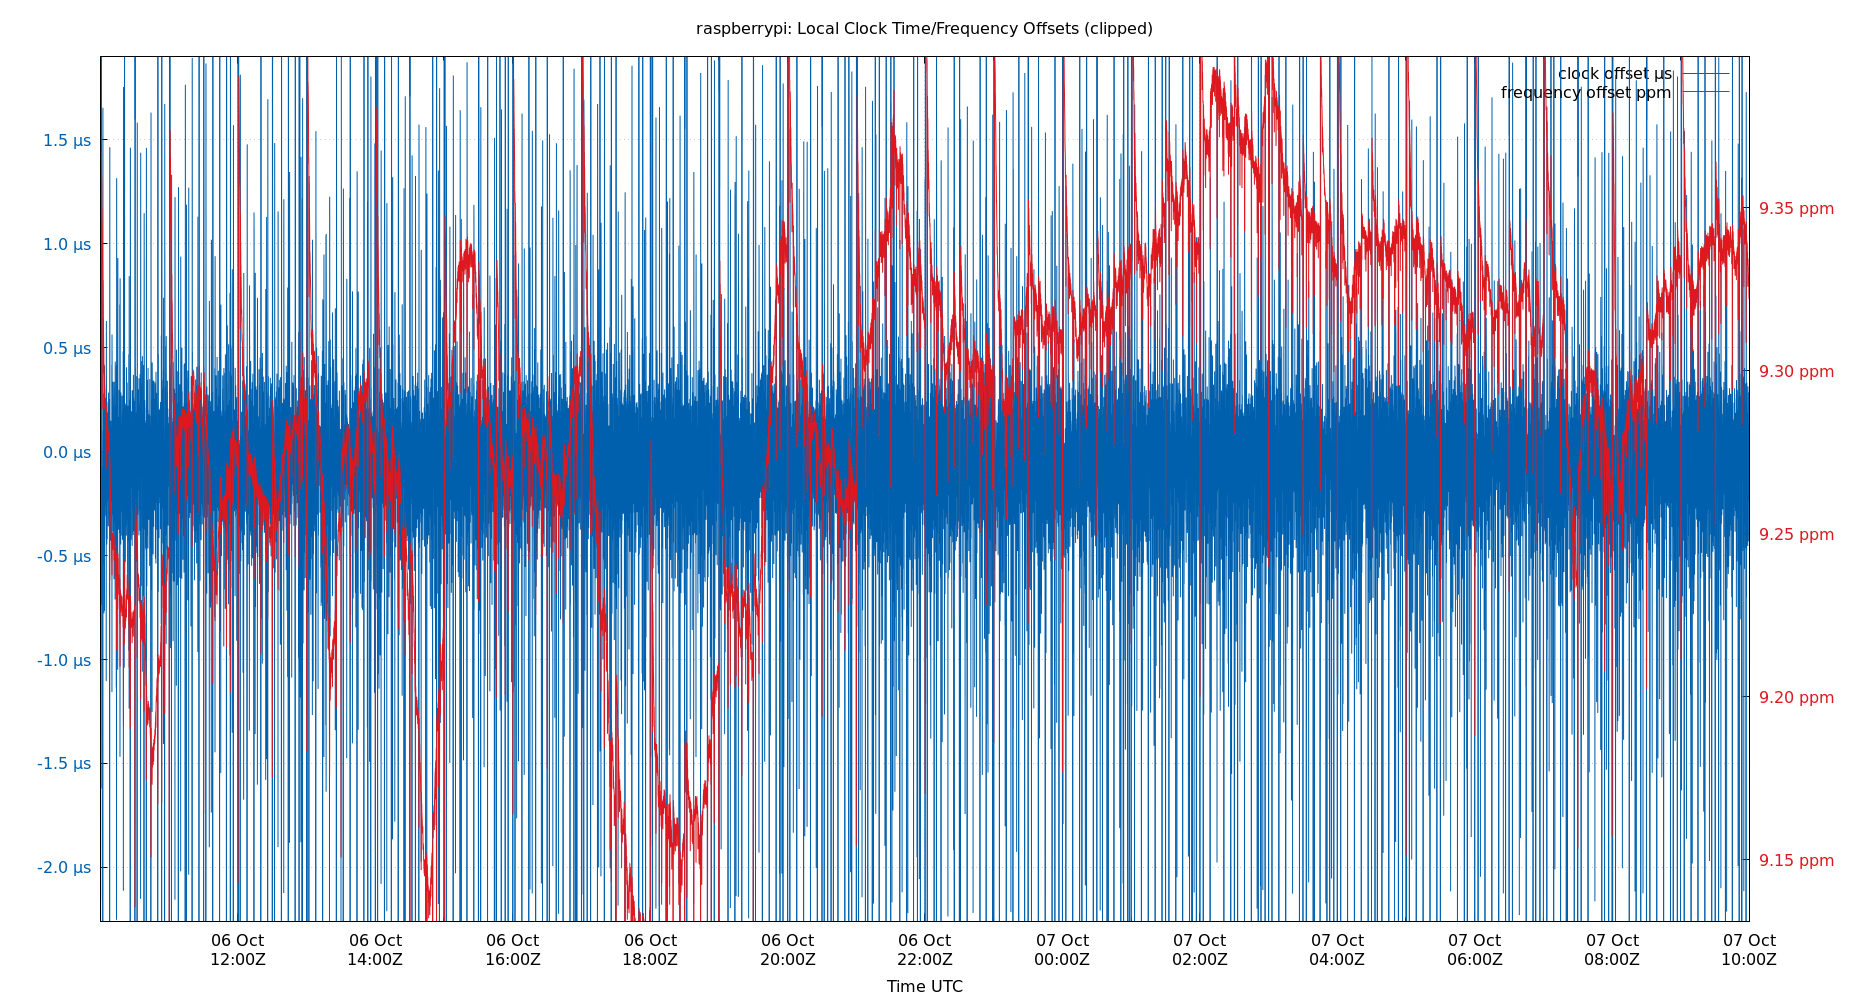 raspberrypi: Local Clock Time/Frequency Offsets (clipped)
clock offset µs
frequency offset ppm
1.5 µs
1.0 µs
0.5 µs
0.0 µs
-0.5 µs
-1.0 µs
-1.5 µs
-2.0 µs
9.35 ppm
9.30 ppm
9.25 ppm
9.20 ppm
9.15 ppm
06 Oct 06 Oct 06 Oct 06 Oct 06 Oct 06 Oct 07 Oct 07 Oct 07 Oct 07 Oct 07 Oct 07 Oct
12:00Z 14:00Z 16:00Z 18:00Z 20:00Z 22:00Z 00:00Z 02:00Z 04:00Z 06:00Z 08:00Z 10:00Z
Time UTC